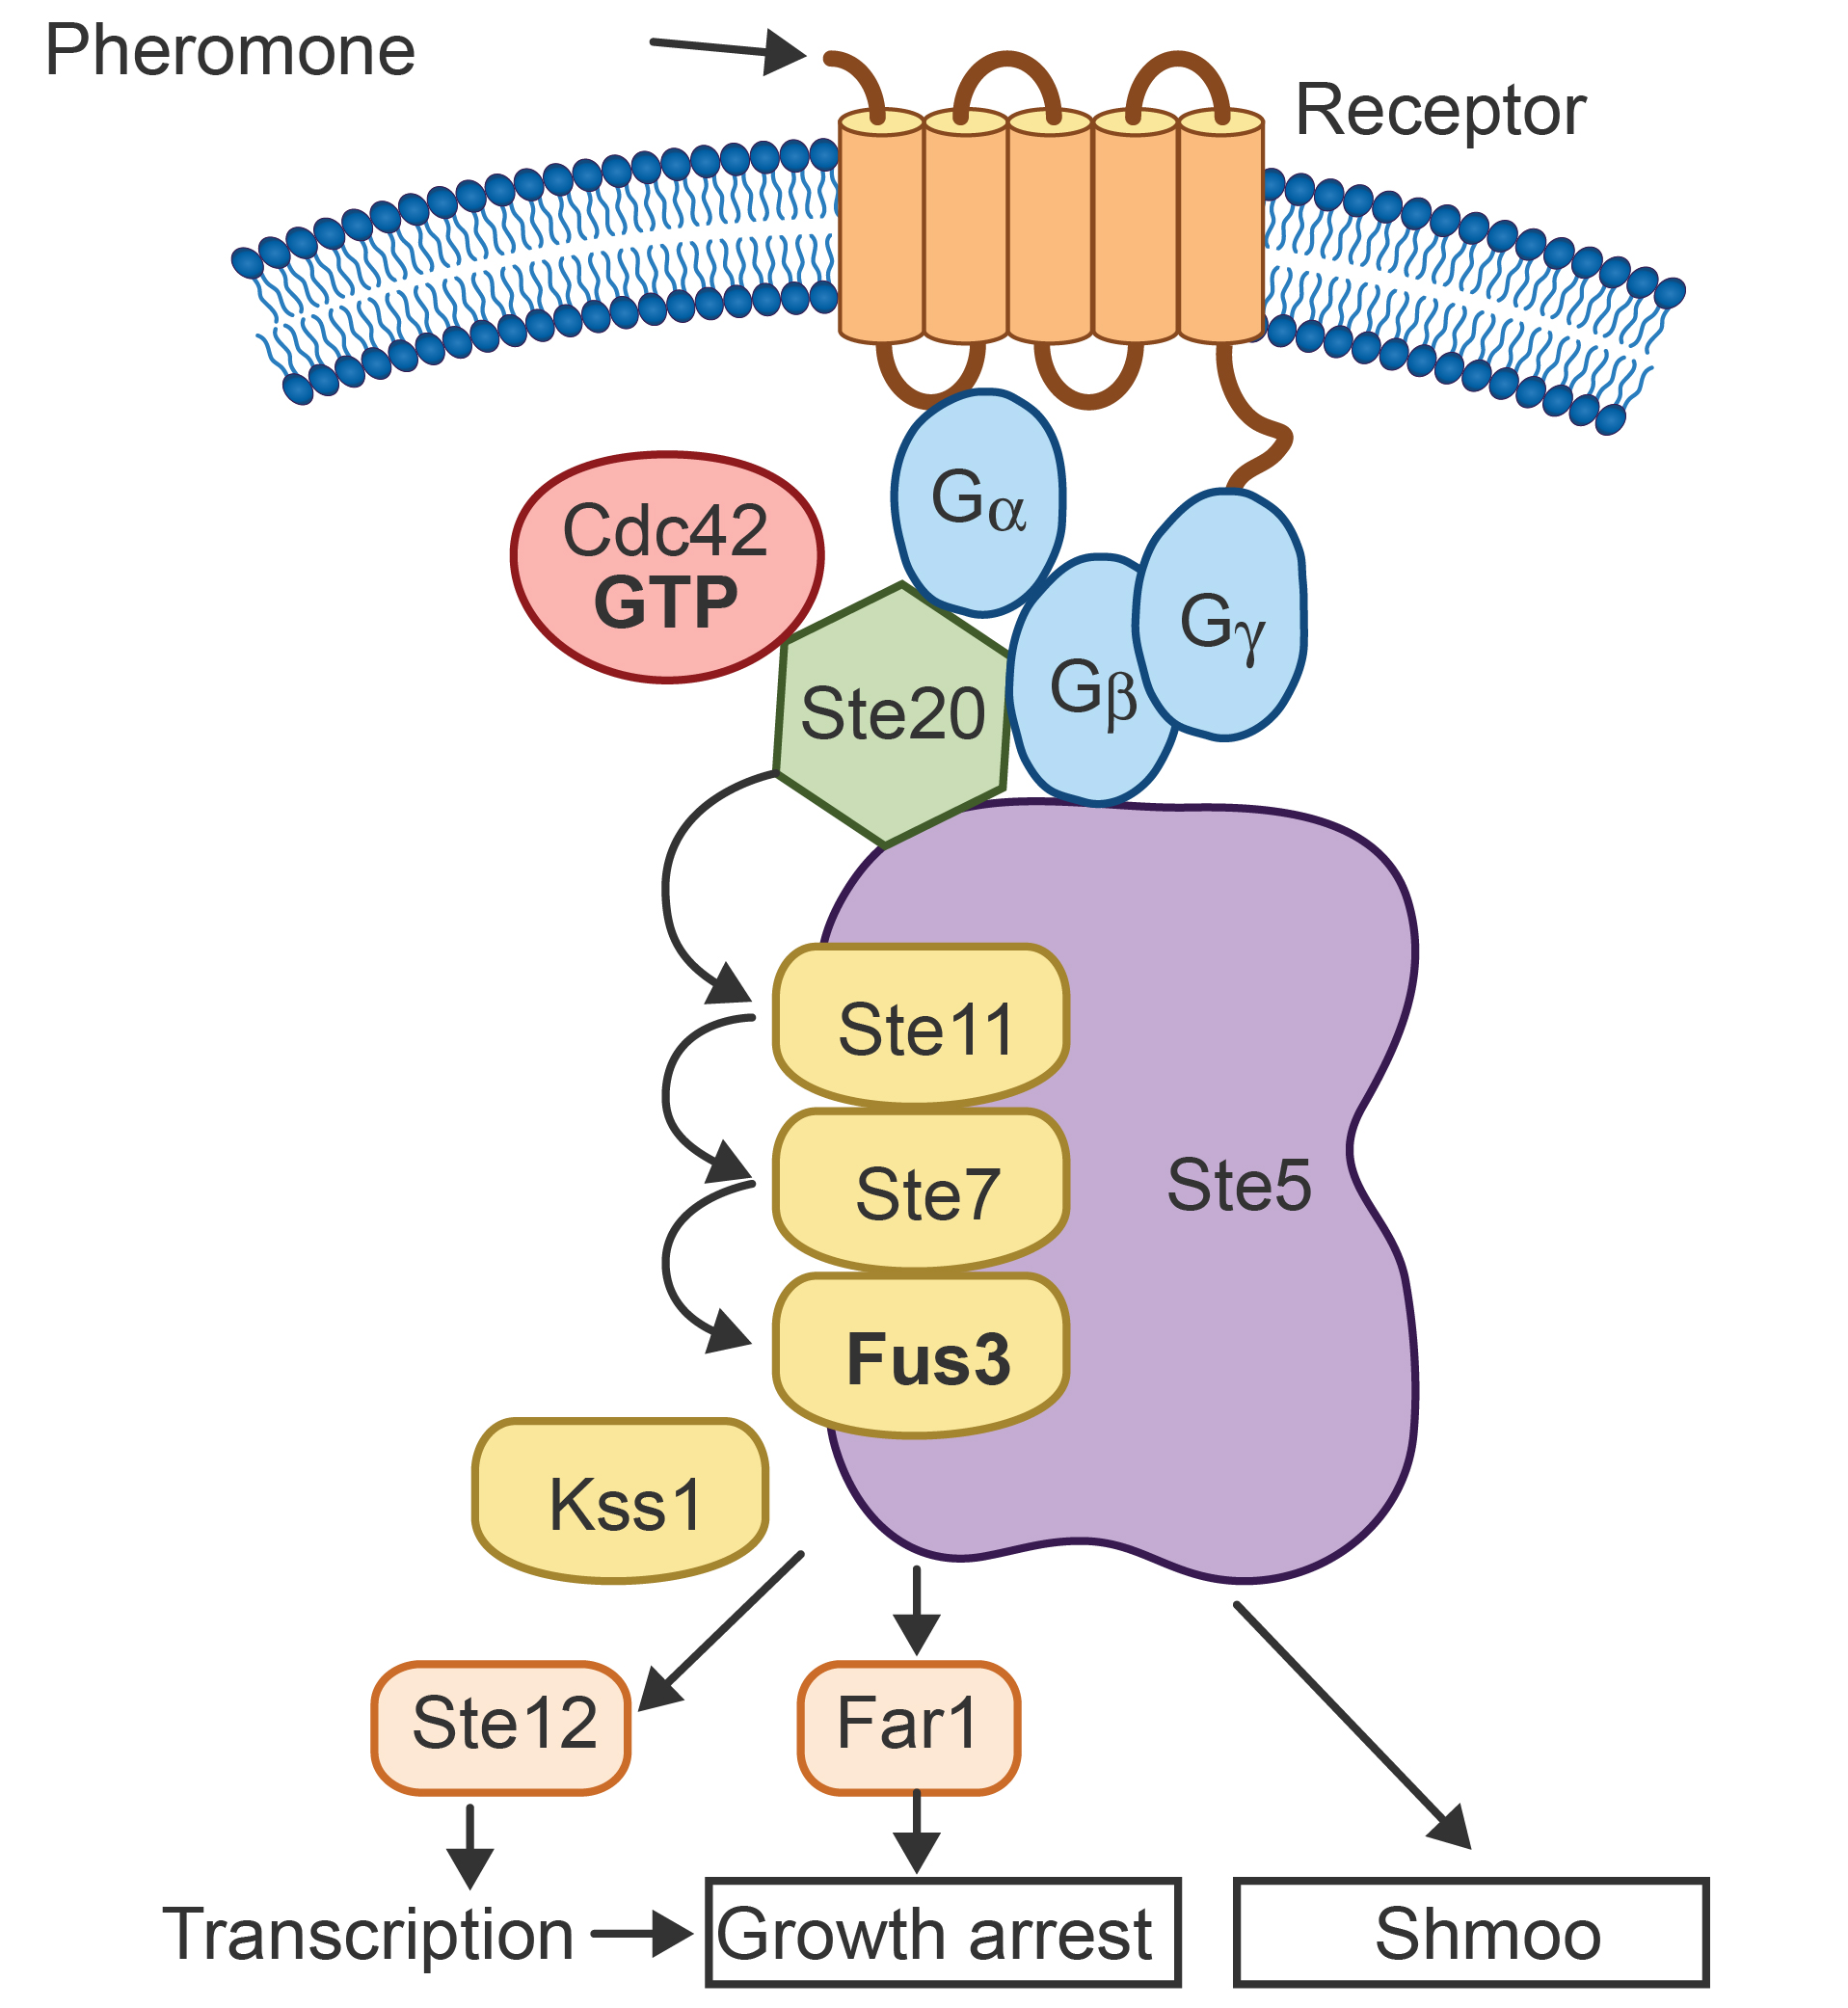 Pheromone
Receptor
Gα
Cdc42
GTP
Gγ
Gβ
Ste20
Ste11
Ste7
Ste5
Fus3
Kss1
Ste12
Far1
Transcription
Growth arrest
Shmoo